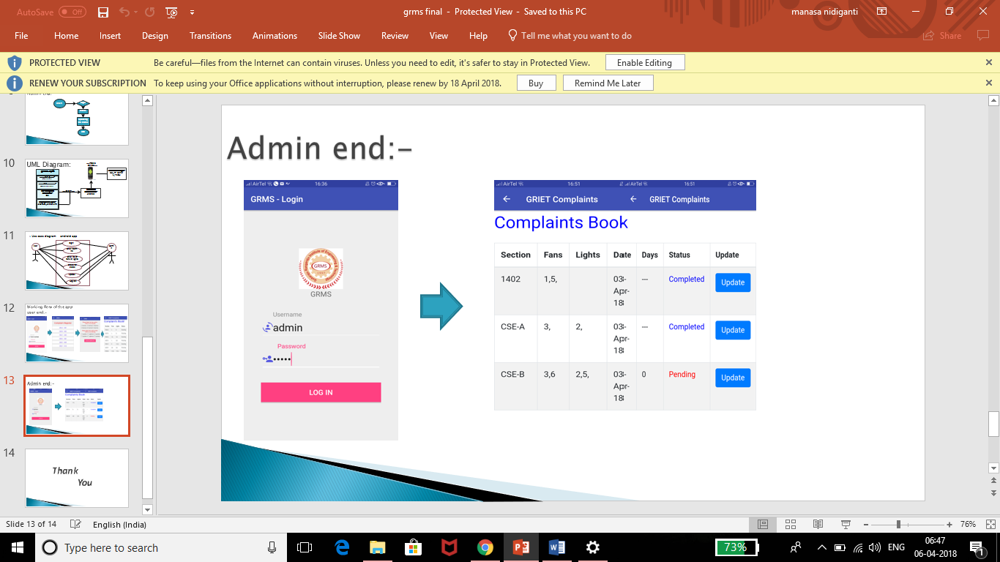 AutoSave Off
grms final - Protected View - Saved to this PC
manasa nidiganti
File Home Insert Design Transitions Animations Slide Show Review View Help Tell me what you want to do
Share
PROTECTED VIEW Be careful—files from the Internet can contain viruses. Unless you need to edit, it's safer to stay in Protected View. Enable Editing
RENEW YOUR SUBSCRIPTION To keep using your Office applications without interruption, please renew by 18 April 2018. Buy Remind Me Later
10
UML Diagram:
11
12
Working flow of the app
user end:-
13
Admin end:-
14
Thank
You
Admin end:-
AirTel 16:36
GRMS - Login
GRMS
GRMS
Username
admin
Password
•••••
LOG IN
AirTel 16:51 AirTel 16:51
GRIET Complaints GRIET Complaints
Complaints Book
Section Fans Lights Date Days Status Update
1402 1,5, 03-Apr-18 --- Completed Update
CSE-A 3, 2, 03-Apr-18 --- Completed Update
CSE-B 3,6 2,5, 03-Apr-18 0 Pending Update
Slide 13 of 14 English (India)
76%
Type here to search
73%
ENG
06:47
06-04-2018
1